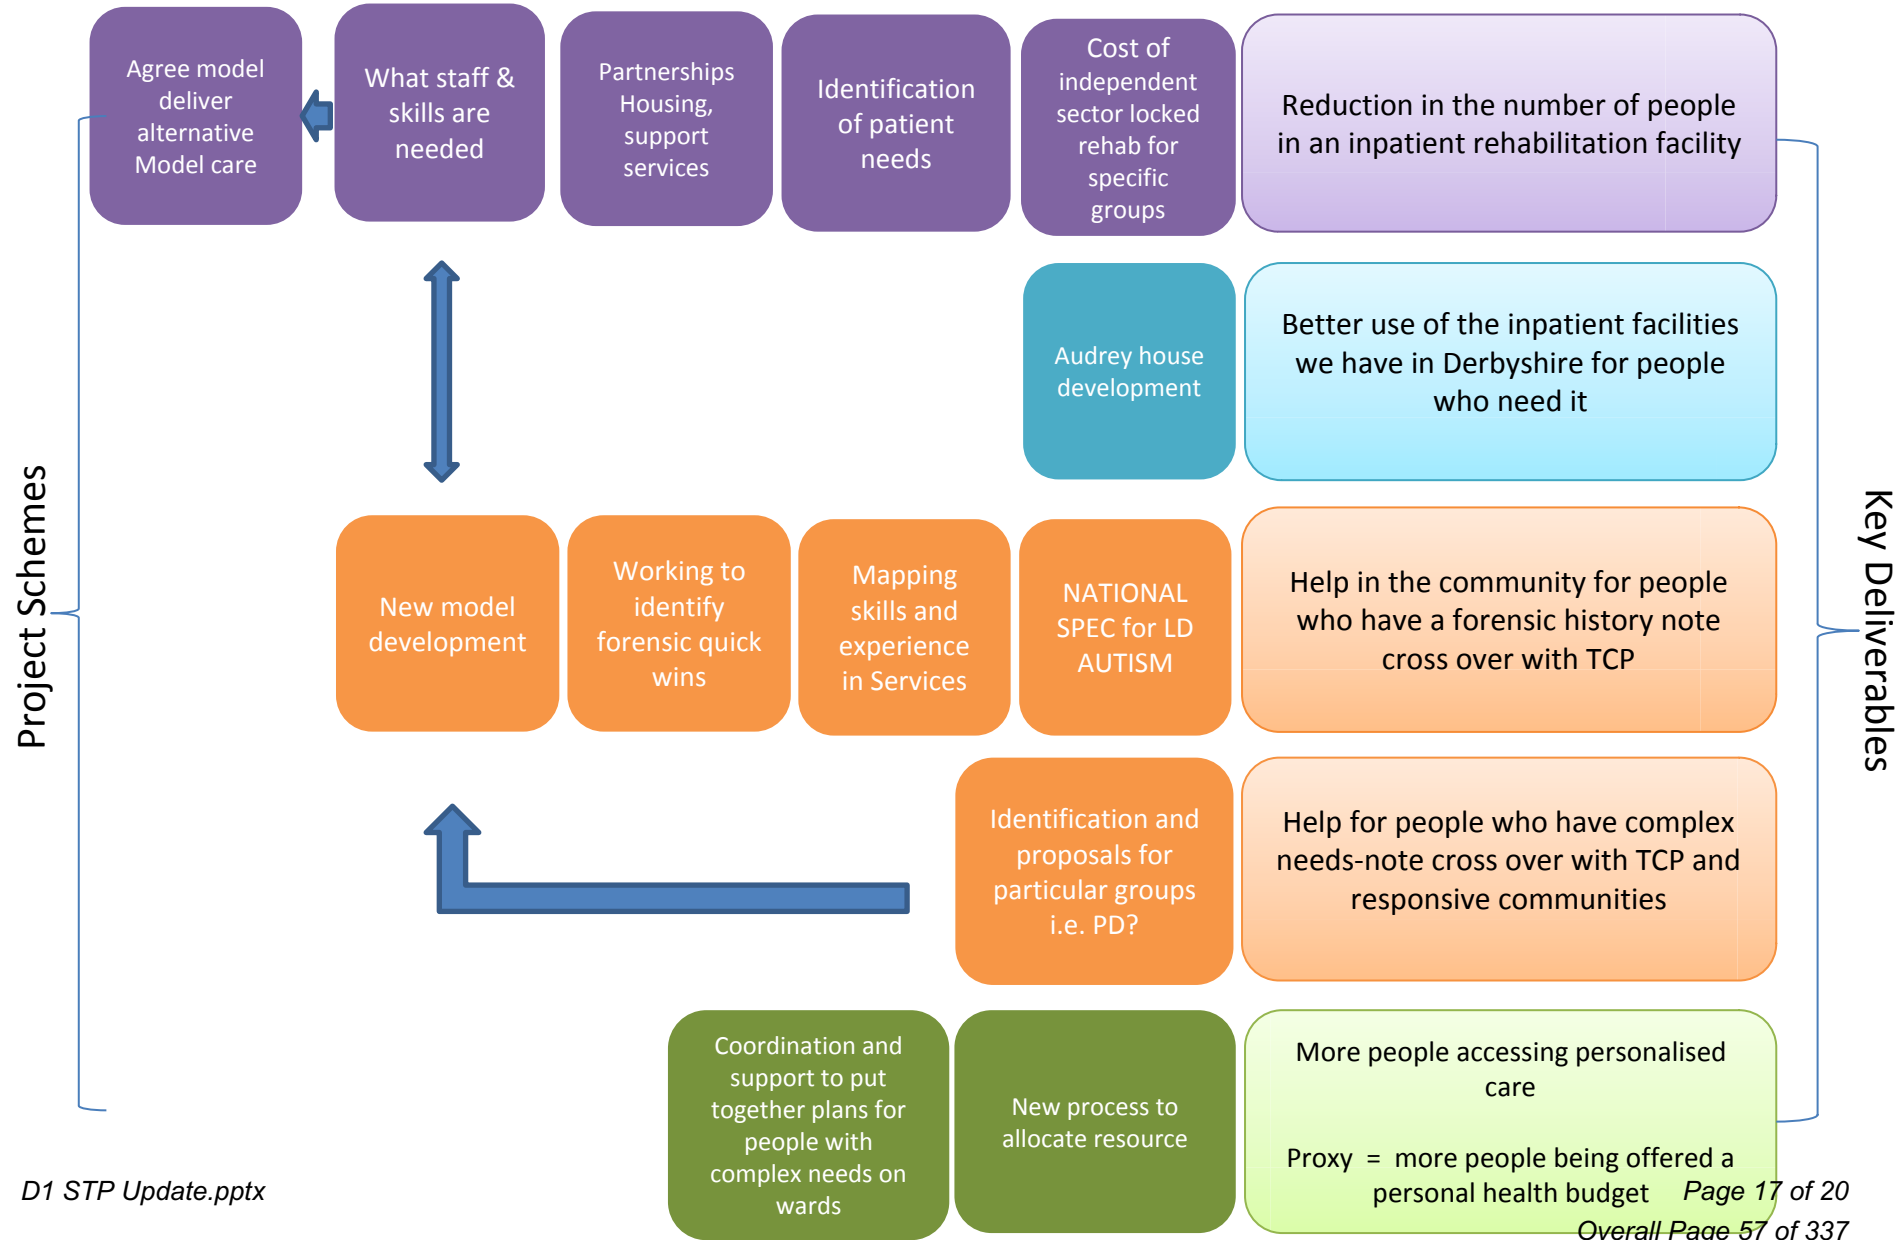 Project Schemes
Agree model
deliver
alternative
Model care
What staff &
skills are
needed
Partnerships
Housing,
support
services
Identification
of patient
needs
Cost of
independent
sector locked
rehab for
specific
groups
Reduction in the number of people
in an inpatient rehabilitation facility
Audrey house
development
Better use of the inpatient facilities
we have in Derbyshire for people
who need it
New model
development
Working to
identify
forensic quick
wins
Mapping
skills and
experience
in Services
NATIONAL
SPEC for LD
AUTISM
Help in the community for people
who have a forensic history note
cross over with TCP
Identification and
proposals for
particular groups
i.e. PD?
Help for people who have complex
needs-note cross over with TCP and
responsive communities
Coordination and
support to put
together plans for
people with
complex needs on
wards
New process to
allocate resource
More people accessing personalised
care
Proxy = more people being offered a
personal health budget
Key Deliverables
D1 STP Update.pptx
Page 17 of 20
Overall Page 57 of 337